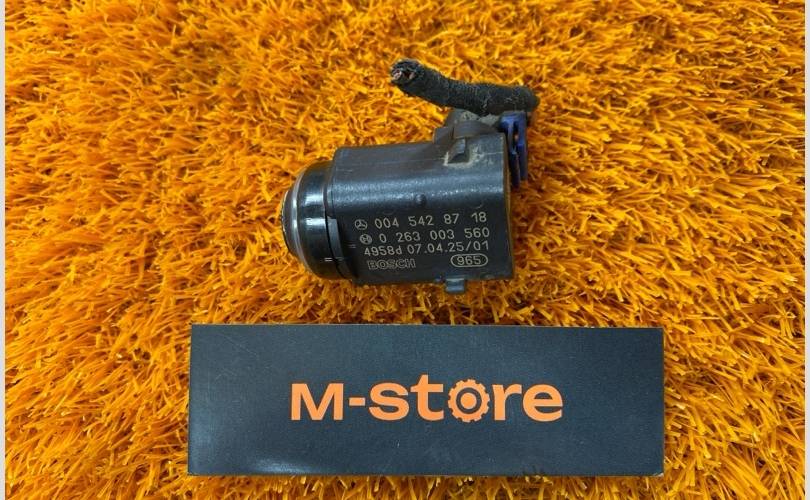 004 542 87 18
0 263 003 560
4958d 07.04.25/01
BOSCH 965
M-store